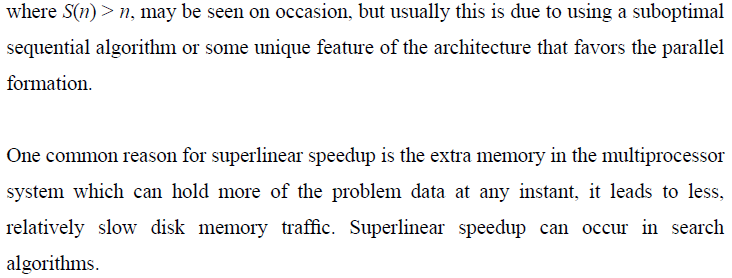 where S(n) > n, may be seen on occasion, but usually this is due to using a suboptimal
sequential algorithm or some unique feature of the architecture that favors the parallel
formation.
One common reason for superlinear speedup is the extra memory in the multiprocessor
system which can hold more of the problem data at any instant, it leads to less,
relatively slow disk memory traffic. Superlinear speedup can occur in search
algorithms.